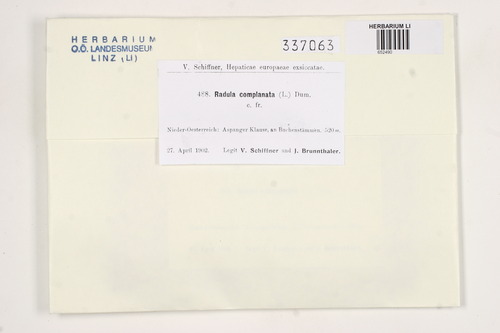 HERBARIUM
O.Ö. LANDESMUSEUM
LINZ (LI)
337063
HERBARIUM LI
V. Schiffner, Hepaticae europaeae exsiccatae.
488. Radula complanata (L.) Dum.
c. fr.
Nieder-Oesterreich: Aspanger Klause, an Buchenstämmen. 520 m.
27. April 1902. Legit V. Schiffner und J. Brunnthaler.